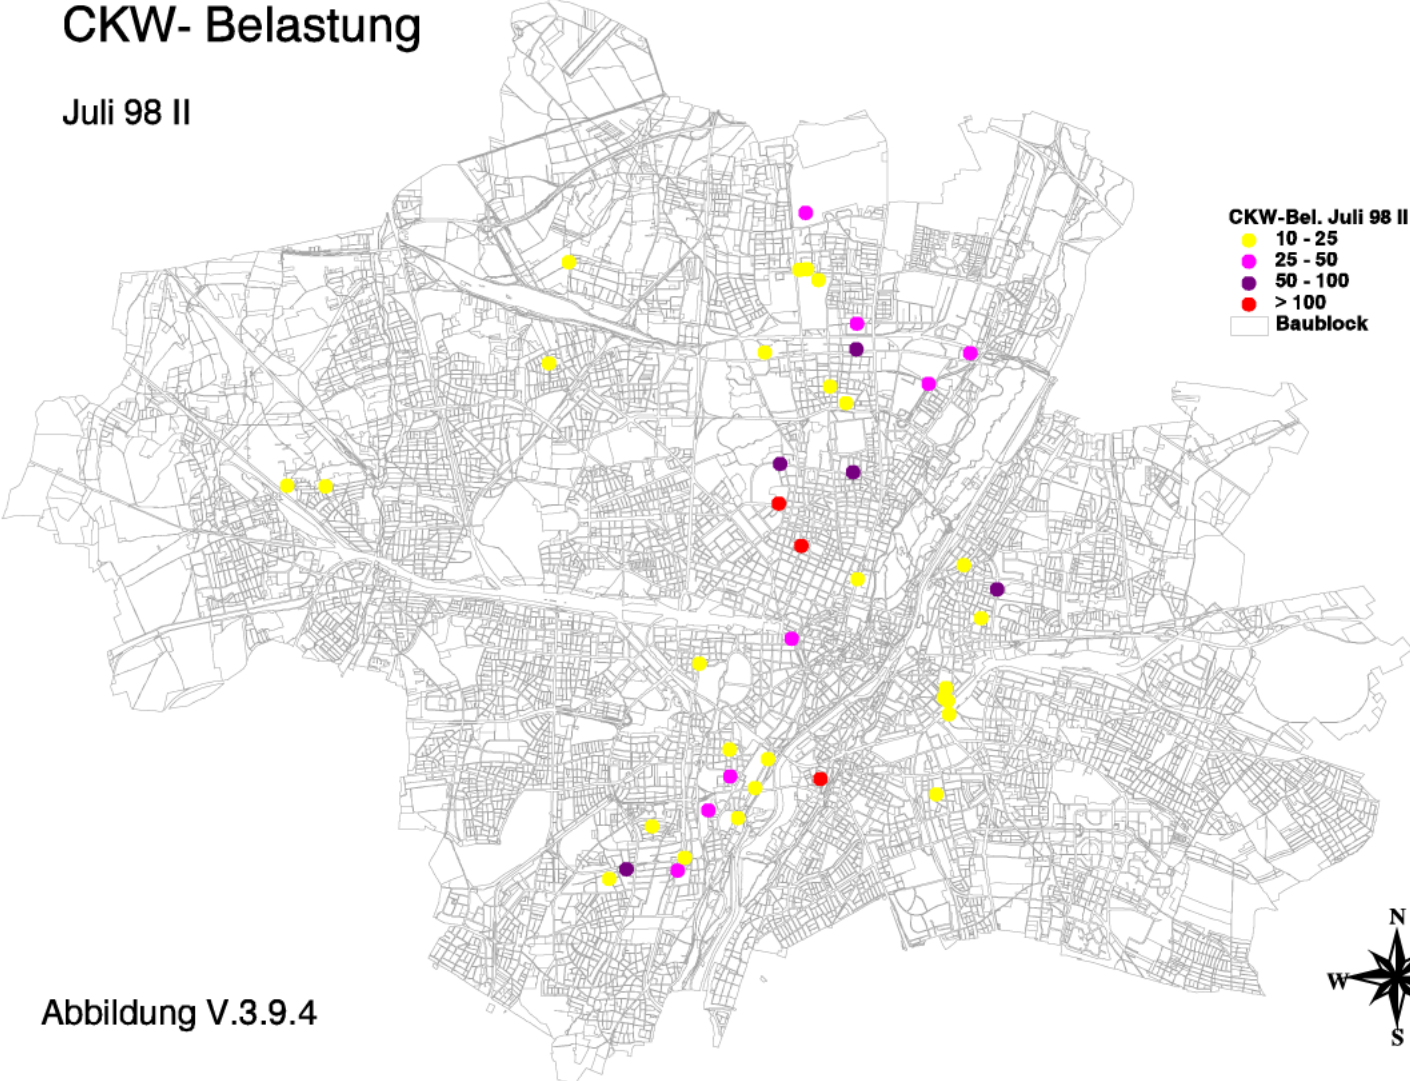 CKW- Belastung
Juli 98 II
CKW-Bel. Juli 98 II
10 - 25
25 - 50
50 - 100
> 100
Baublock
N
W
S
Abbildung V.3.9.4